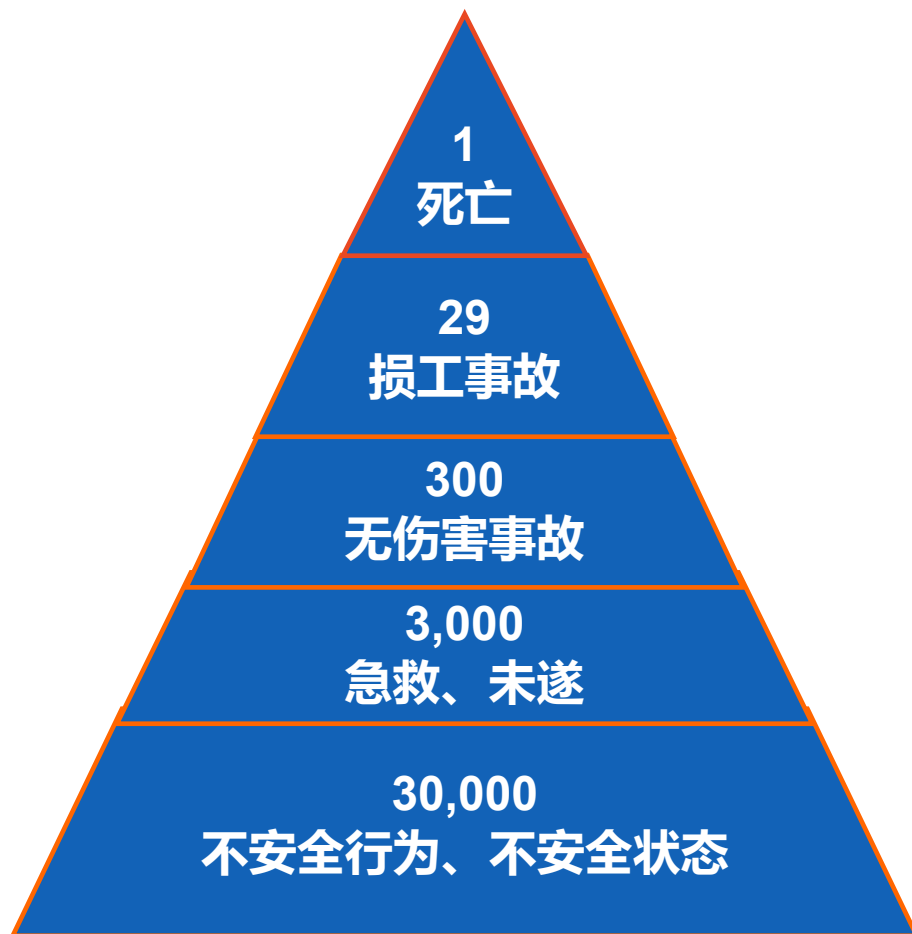 1
死亡
29
损工事故
300
无伤害事故
3,000
急救、未遂
30,000
不安全行为、不安全状态